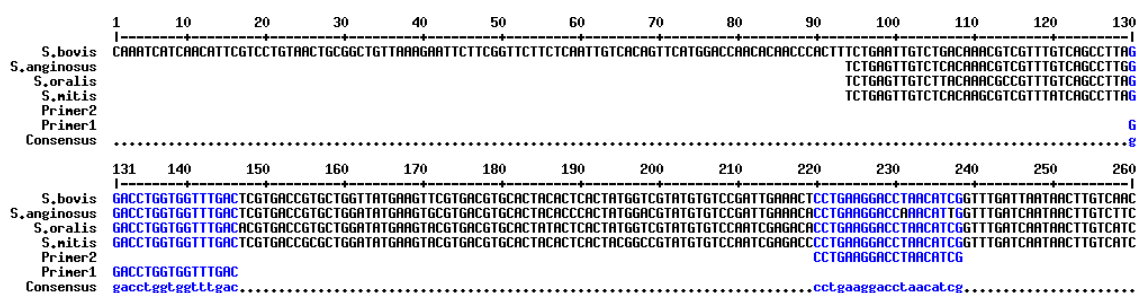 1 10 20 30 40 50 60 70 80 90 100 110 120 130
|---------+---------+---------+---------+---------+---------+---------+---------+---------+---------+---------+---------+---------|
S.bovis CAAATCATCAACATTCGTCCTGTAACTGCGGCTGTTAAAGAATTCTTCGGTTCTTCTCAATTGTCACAGTTCATGGACCAACACAACCCACTTTCTGAATTGTCTGACAAACGTCGTTTGTCAGCCTTAG
S.anginosus TCTGAGTTGTCTCACAAACGTCGTTTGTCAGCCTTGG
S.oralis TCTGAGTTGTCTTACAAACGCCGTTTGTCAGCCTTAG
S.mitis TCTGAGTTGTCTCACAAGCGTCGTTTATCAGCCTTAG
Primer2
Primer1 G
Consensus .................................................................................................................................g
131 140 150 160 170 180 190 200 210 220 230 240 250 260
|--------+---------+---------+---------+---------+---------+---------+---------+---------+---------+---------+---------+---------|
S.bovis GACCTGGTGGTTTGACTCGTGACCGTGCTGGTTATGAAGTTCGTGACGTGCACTACACTCACTATGGTCGTATGTGTCCGATTGAAACTCCTGAAGGACCTAACATCGGTTTGATTAATAACTTGTCAAC
S.anginosus GACCTGGTGGTTTGACTCGTGACCGTGCTGGATATGAAGTGCGTGACGTGCACTACACCCACTATGGACGTATGTGTCCGATTGAAACACCTGAAGGACCAAACATTGGTTTGATCAATAACTTGTCTTC
S.oralis GACCTGGTGGTTTGACACGTGACCGTGCTGGATATGAAGTACGTGACGTGCACTATACTCACTATGGTCGTATGTGTCCAATCGAGACACCTGAAGGACCTAACATCGGTTTGATCAATAACTTGTCATC
S.mitis GACCTGGTGGTTTGACTCGTGACCGCGCTGGATATGAAGTACGTGACGTGCACTACACTCACTACGGCCGTATGTGTCCAATCGAGACCCCTGAAGGACCTAACATCGGTTTGATCAATAACTTGTCATC
Primer2 CCTGAAGGACCTAACATCG
Primer1 GACCTGGTGGTTTGAC
Consensus gacctggtggtttgac.........................................................................cctgaaggacctaacatcg......................